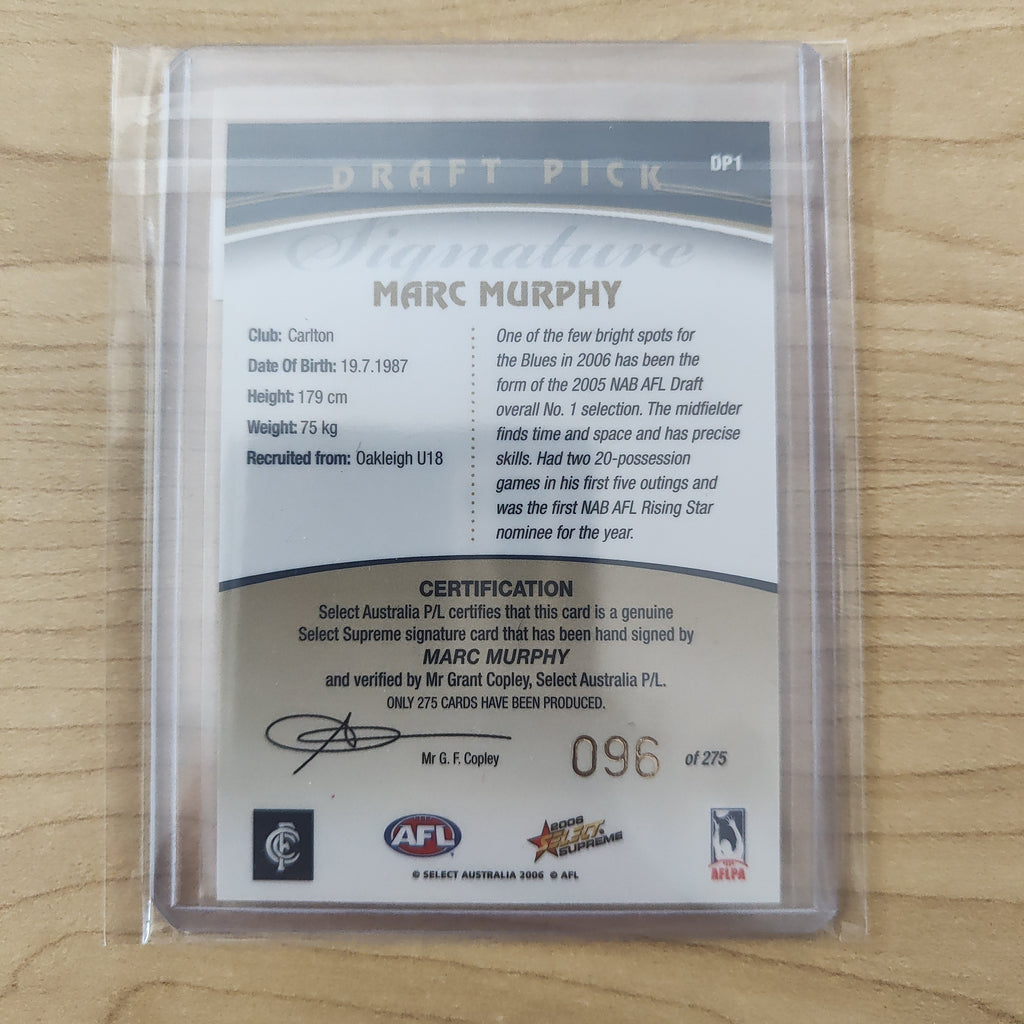 DRAFT PICK
DP1
Signature
MARC MURPHY
Club: Carlton
Date Of Birth: 19.7.1987
Height: 179 cm
Weight: 75 kg
Recruited from: Oakleigh U18
One of the few bright spots for
the Blues in 2006 has been the
form of the 2005 NAB AFL Draft
overall No. 1 selection. The midfielder
finds time and space and has precise
skills. Had two 20-possession
games in his first five outings and
was the first NAB AFL Rising Star
nominee for the year.
CERTIFICATION
Select Australia P/L certifies that this card is a genuine
Select Supreme signature card that has been hand signed by
MARC MURPHY
and verified by Mr Grant Copley, Select Australia P/L.
ONLY 275 CARDS HAVE BEEN PRODUCED.
Mr G. F. Copley
096 of 275
CFC
AFL
2006
SELECT
SUPREME
AFLPA
© SELECT AUSTRALIA 2006 © AFL